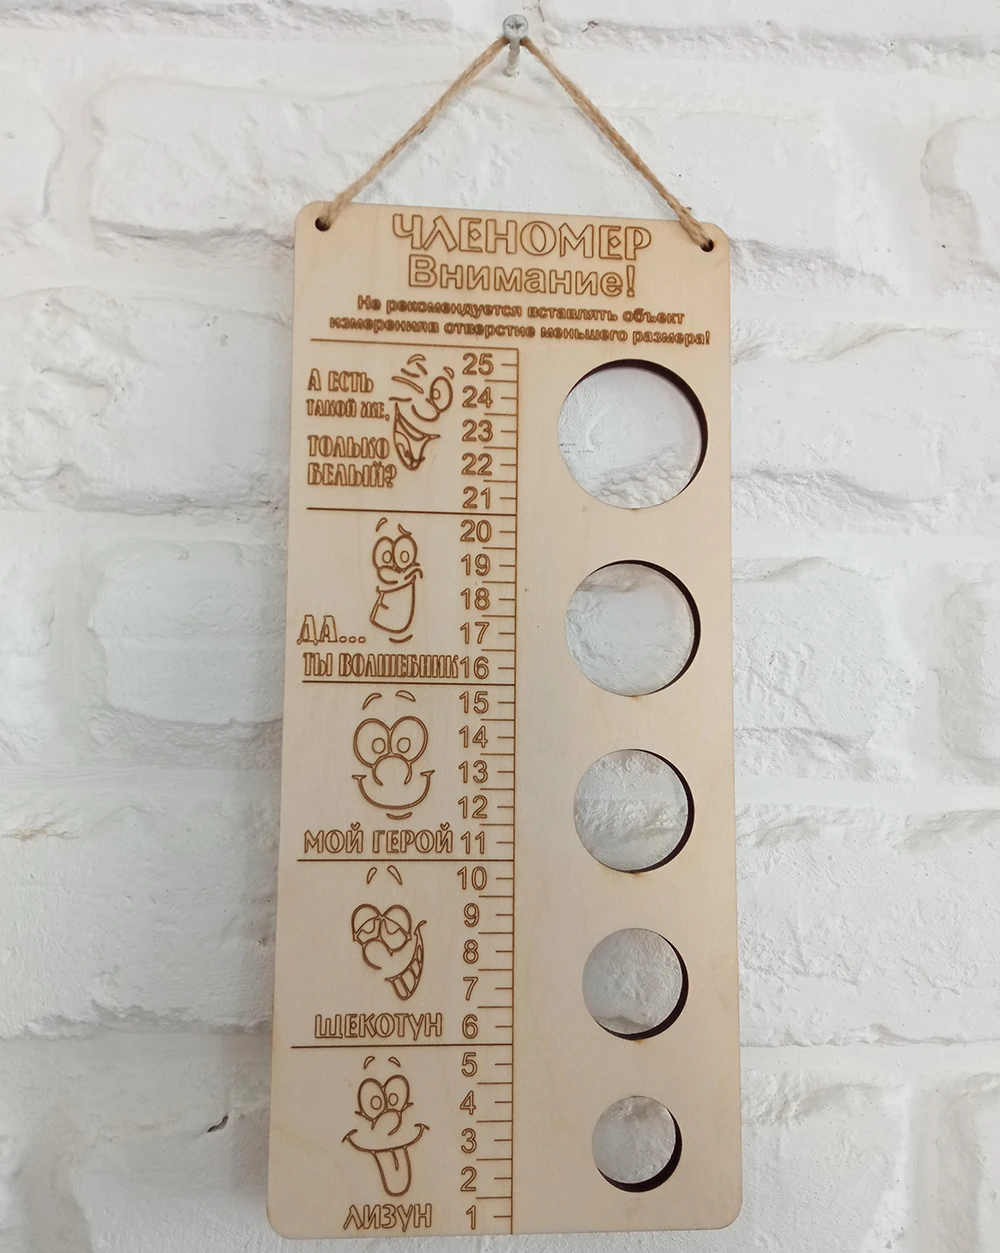 ЧЛЕНОМЕР
Внимание!
Не рекомендуется вставлять объект
измеренияв отверстие меньшего размера!
25
А ЕСТЬ
24
ТАКОЙ ЖЕ,
23
ТОЛЬКО
22
БЕЛЫЙ?
21
20
19
18
ДА...
17
ТЫ ВОЛШЕБНИК 16
15
14
13
12
МОЙ ГЕРОЙ 11
10
9
8
7
ЩЕКОТУН 6
5
4
3
2
ЛИЗУН 1